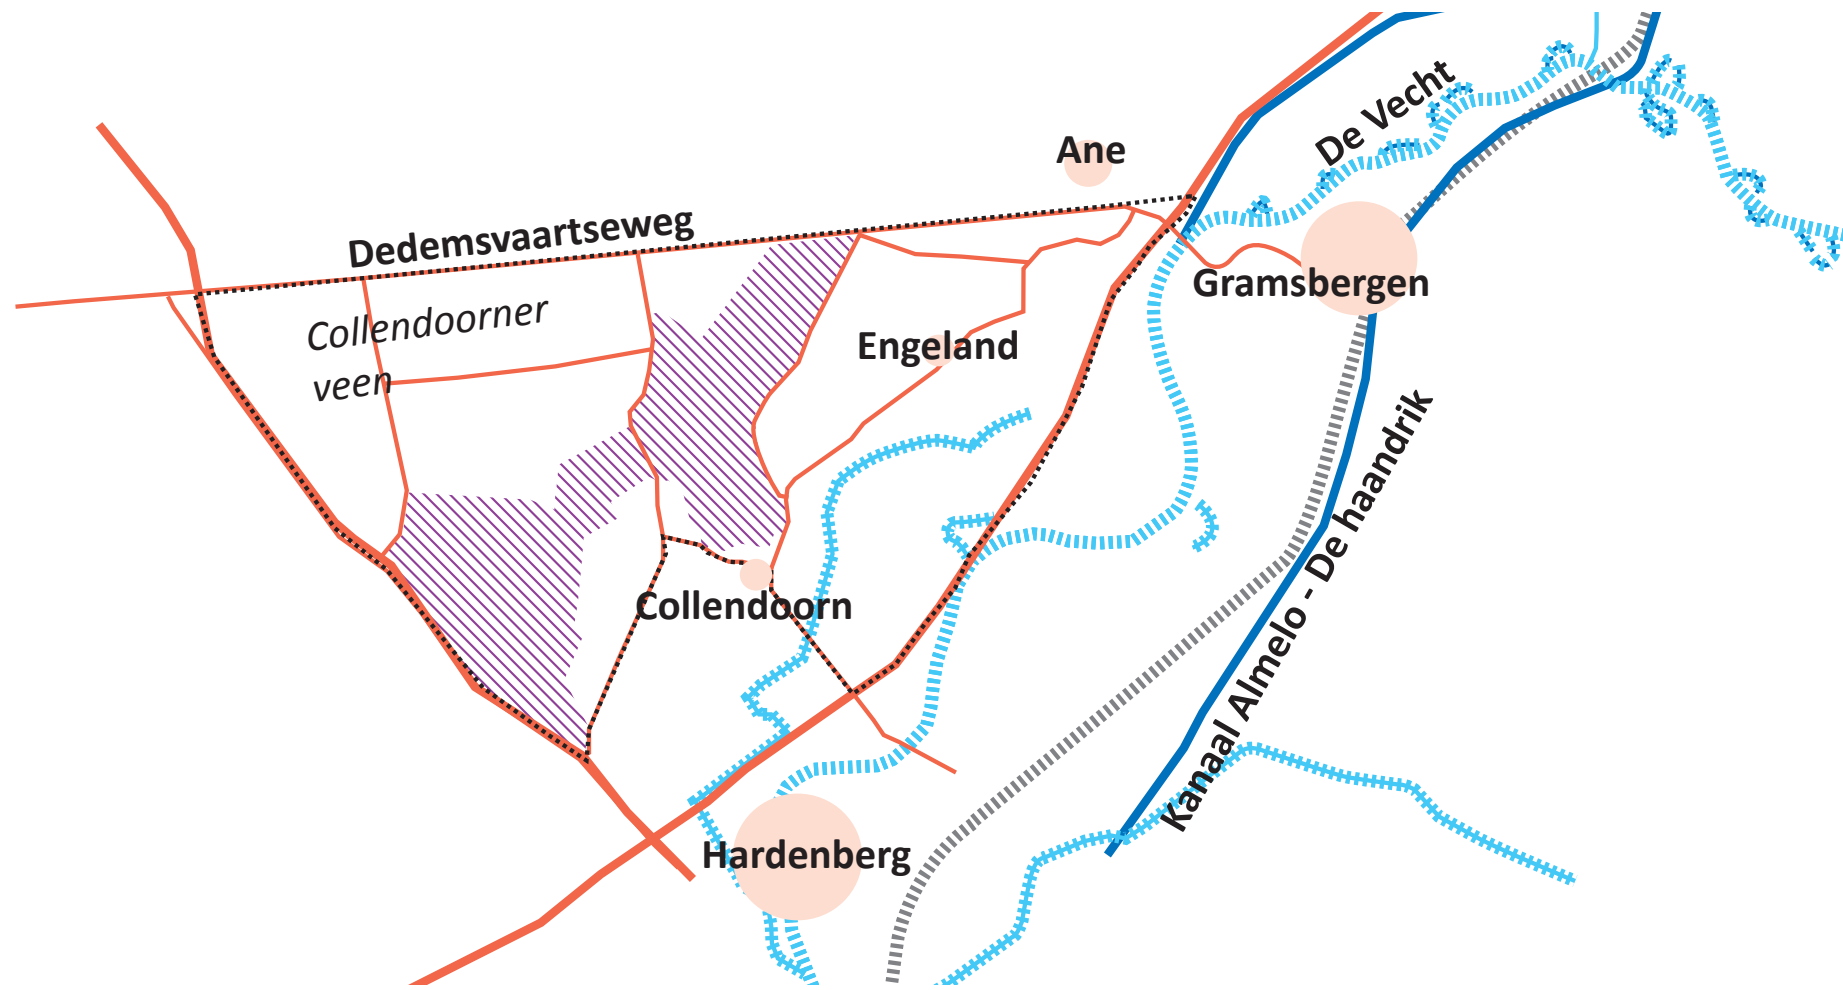 De Vecht
Ane
Dedemsvaartseweg
Gramsbergen
Collendoorner
veen
Engeland
Kanaal Almelo - De haandrik
Collendoorn
Hardenberg